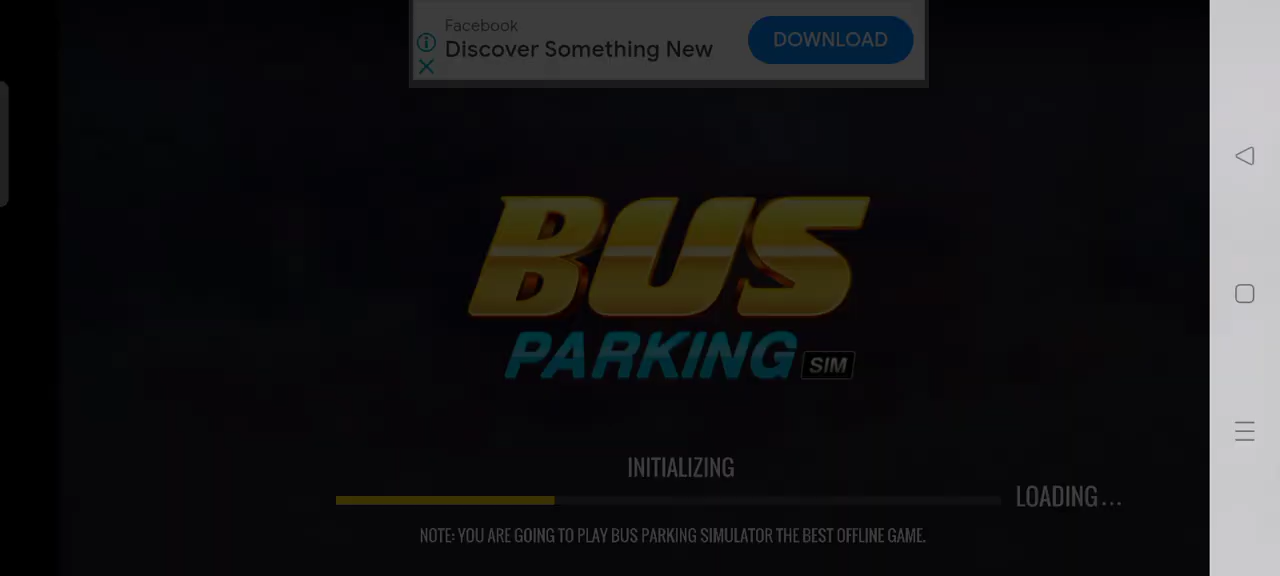 Facebook
Discover Something New
DOWNLOAD
BUS
PARKING SIM
INITIALIZING
LOADING...
NOTE: YOU ARE GOING TO PLAY BUS PARKING SIMULATOR THE BEST OFFLINE GAME.